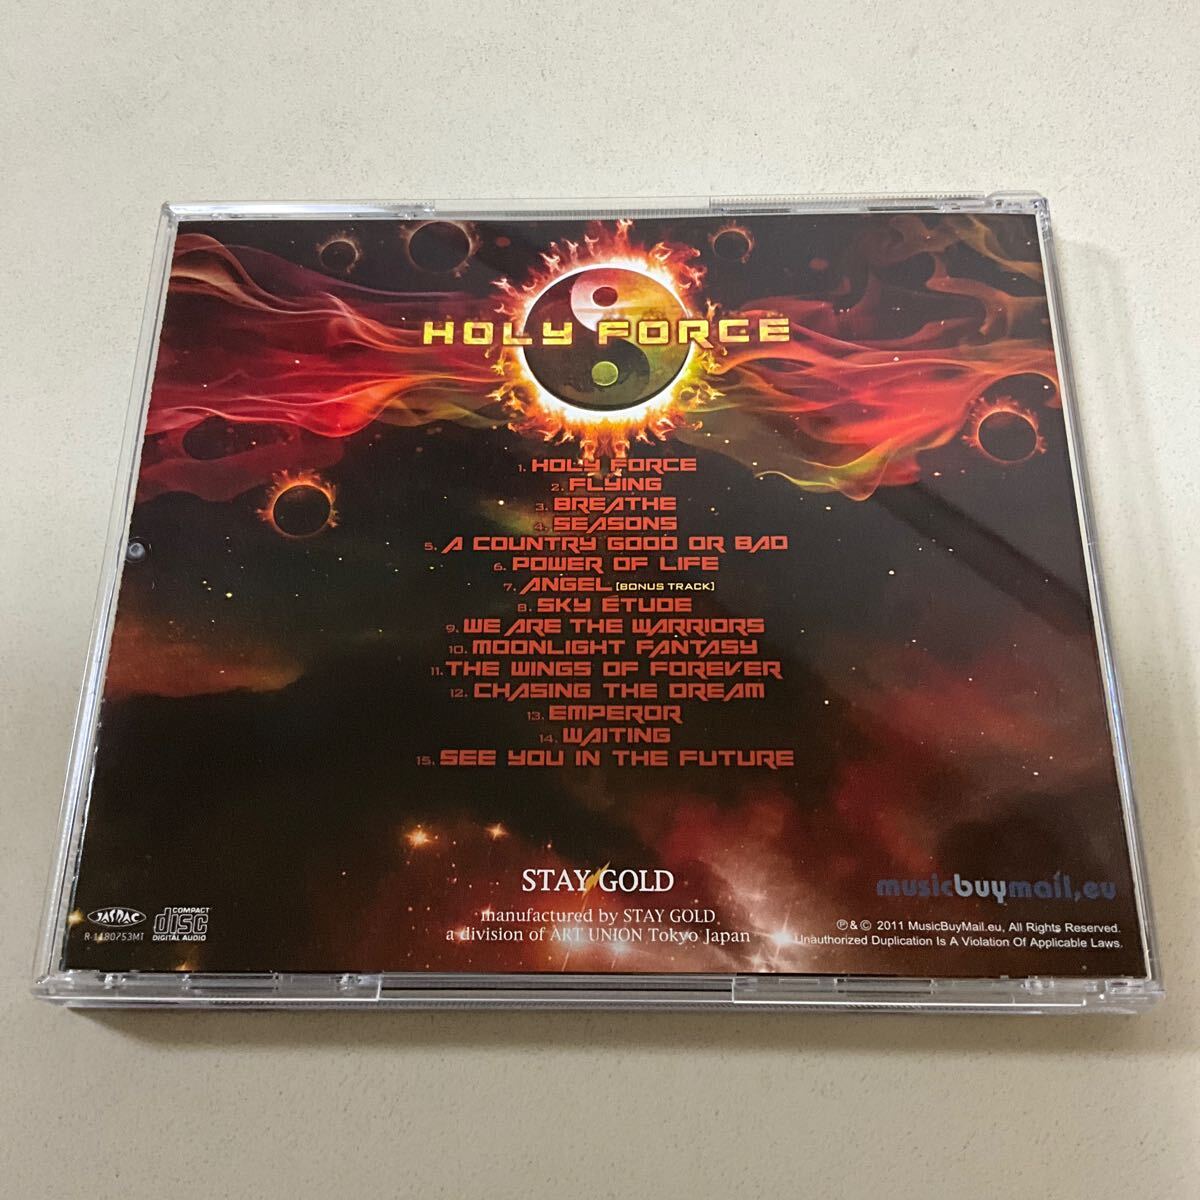 HOLY FORCE
1. HOLY FORCE
2. FLYING
3. BREATHE
4. SEASONS
5. A COUNTRY GOOD OR BAD
6. POWER OF LIFE
7. ANGEL [BONUS TRACK]
8. SKY ÉTUDE
9. WE ARE THE WARRIORS
10. MOONLIGHT FANTASY
11. THE WINGS OF FOREVER
12. CHASING THE DREAM
13. EMPEROR
14. WAITING
15. SEE YOU IN THE FUTURE
STAY GOLD
manufactured by STAY GOLD
a division of ART UNION Tokyo Japan
JASRAC
R-1180753MT
COMPACT
disc
DIGITAL AUDIO
musicbuymail.eu
℗ & © 2011 MusicBuyMail.eu, All Rights Reserved.
Unauthorized Duplication Is A Violation Of Applicable Laws.